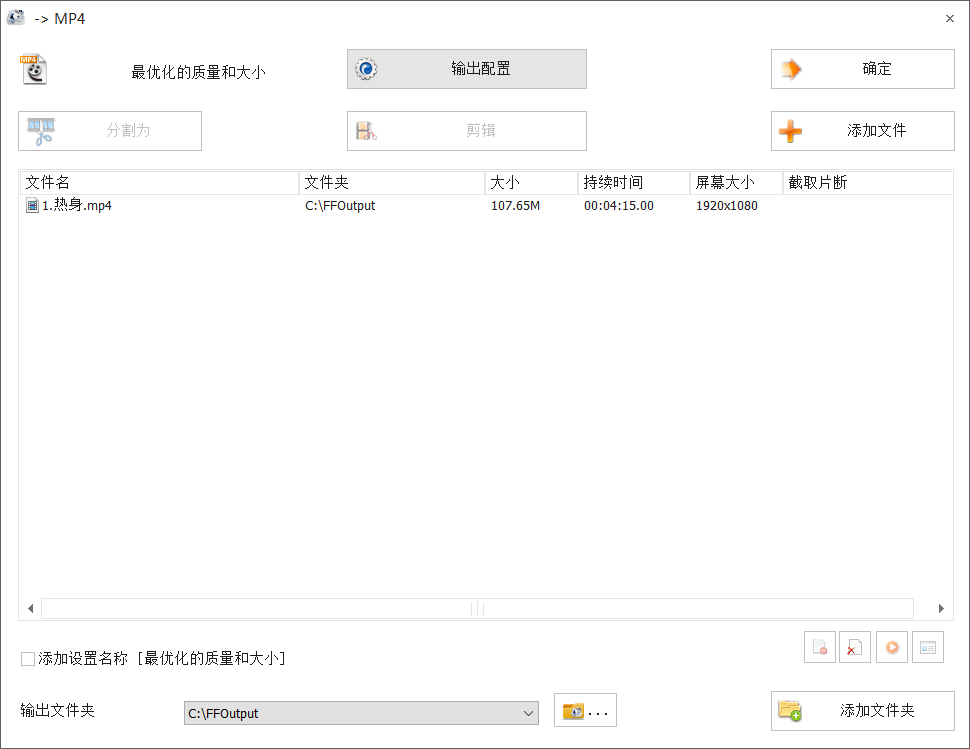 -> MP4
MP4
最优化的质量和大小
输出配置
确定
分割为
剪辑
添加文件
文件名 文件夹 大小 持续时间 屏幕大小 截取片断
1.热身.mp4 C:\FFOutput 107.65M 00:04:15.00 1920x1080
添加设置名称 [最优化的质量和大小]
输出文件夹 C:\FFOutput ... 添加文件夹